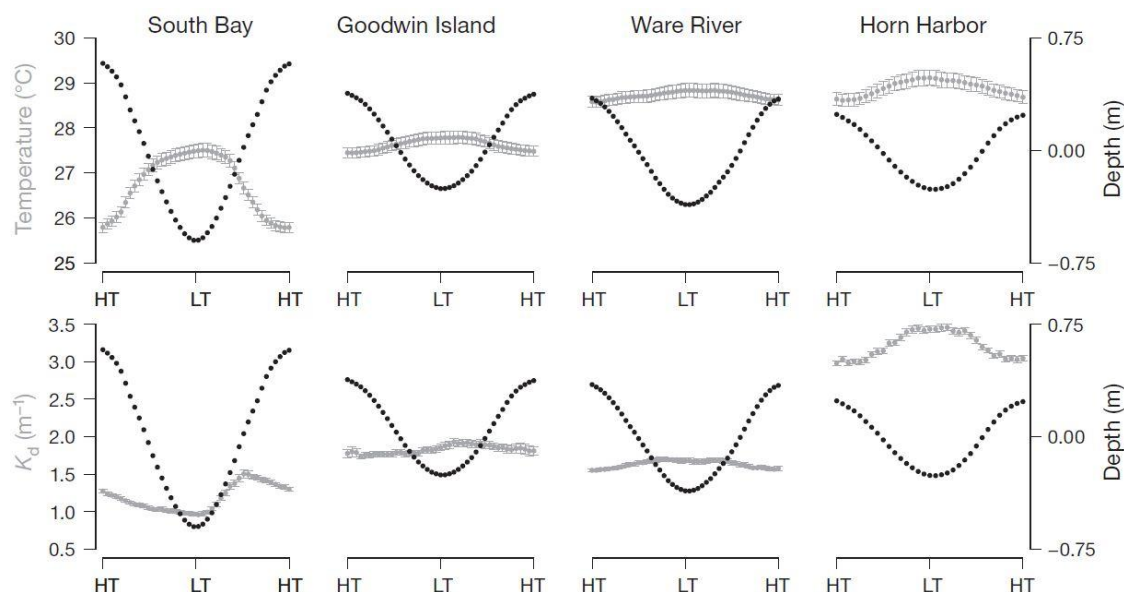 South Bay Goodwin Island Ware River Horn Harbor
Temperature (°C)
30
29
28
27
26
25
0.75
0.00
−0.75
Depth (m)
HT LT HT HT LT HT HT LT HT HT LT HT
Kd (m⁻¹)
3.5
3.0
2.5
2.0
1.5
1.0
0.5
0.75
0.00
−0.75
Depth (m)
HT LT HT HT LT HT HT LT HT HT LT HT